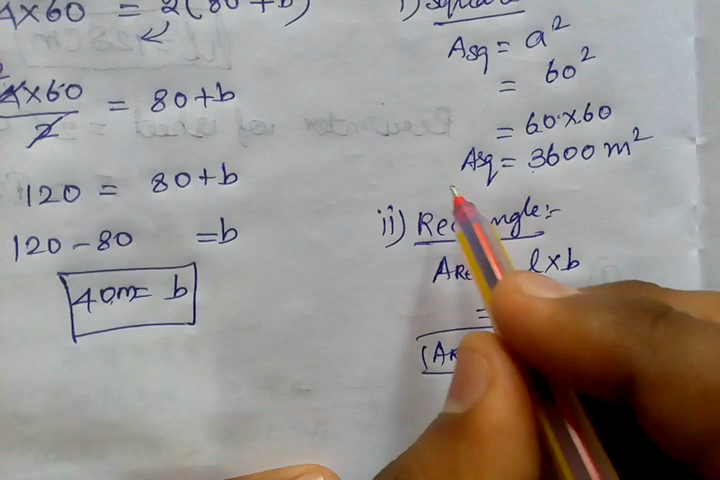 4×60 = 2(80+b)
4×60/2 = 80+b
120 = 80+b
120-80 = b
40m = b
i) Square
Asq = a²
= 60²
= 60×60
Asq = 3600 m²
ii) Rectangle:-
l×b
=